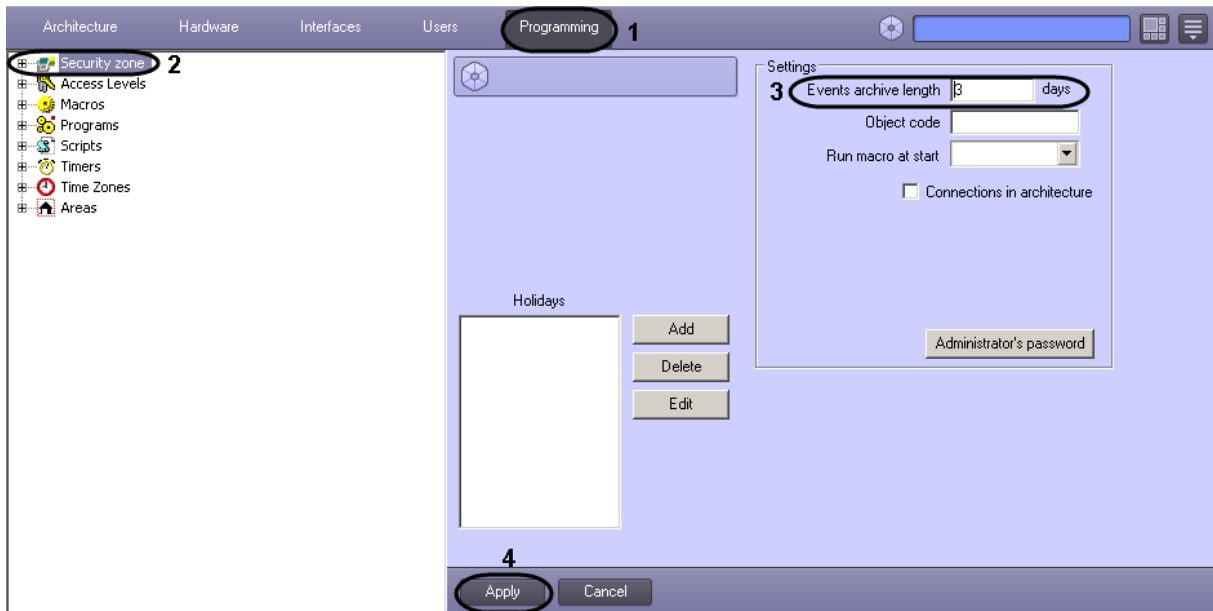 Architecture Hardware Interfaces Users Programming 1
Security zone 2
Access Levels
Macros
Programs
Scripts
Timers
Time Zones
Areas
Settings
3 Events archive length 3 days
Object code
Run macro at start
Connections in architecture
Administrator's password
Holidays
Add
Delete
Edit
4
Apply Cancel